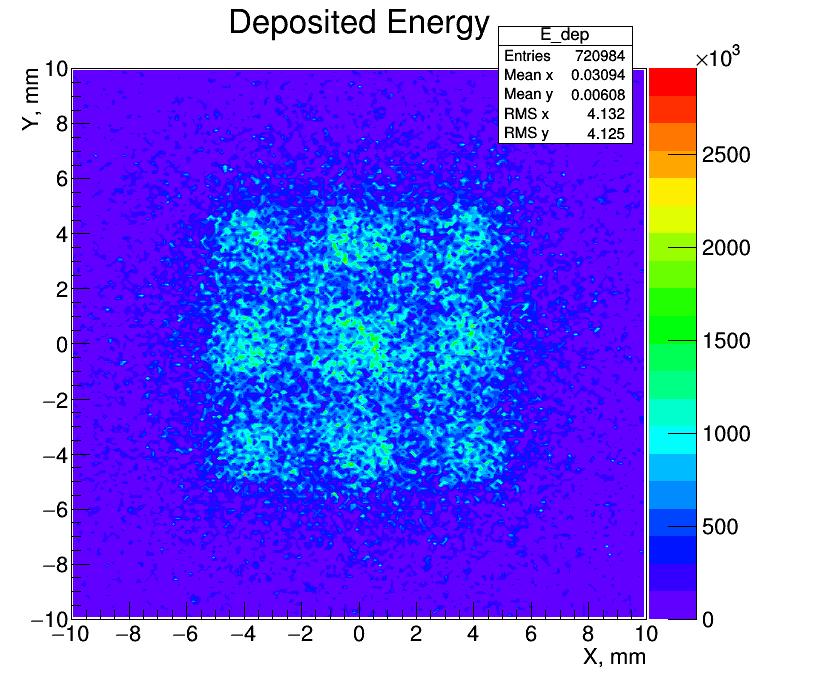 Deposited Energy
E_dep
Entries 720984
Mean x 0.03094
Mean y 0.00608
RMS x 4.132
RMS y 4.125
×10³
Y, mm
10
8
6
4
2
0
−2
−4
−6
−8
−10
−10 −8 −6 −4 −2 0 2 4 6 8 10
X, mm
2500
2000
1500
1000
500
0